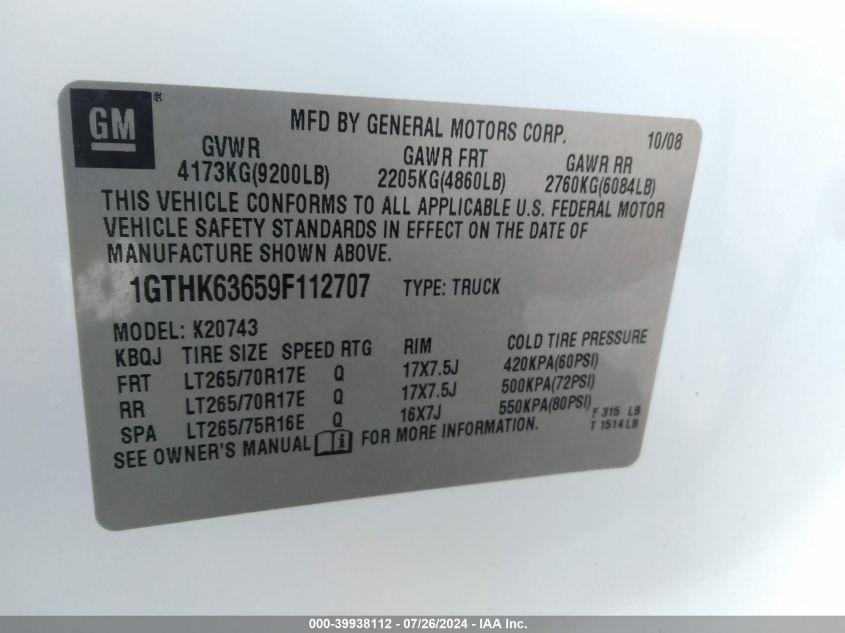 GM ®
MFD BY GENERAL MOTORS CORP. 10/08
GVWR GAWR FRT GAWR RR
4173KG(9200LB) 2205KG(4860LB) 2760KG(6084LB)
THIS VEHICLE CONFORMS TO ALL APPLICABLE U.S. FEDERAL MOTOR
VEHICLE SAFETY STANDARDS IN EFFECT ON THE DATE OF
MANUFACTURE SHOWN ABOVE.
1GTHK63659F112707 TYPE: TRUCK
MODEL: K20743
KBQJ TIRE SIZE SPEED RTG RIM COLD TIRE PRESSURE
FRT LT265/70R17E Q 17X7.5J 420KPA(60PSI)
RR LT265/70R17E Q 17X7.5J 500KPA(72PSI)
SPA LT265/75R16E Q 16X7J 550KPA(80PSI) F 315 LB
T 1514LB
SEE OWNER'S MANUAL FOR MORE INFORMATION.
000-39938112 - 07/26/2024 - IAA Inc.